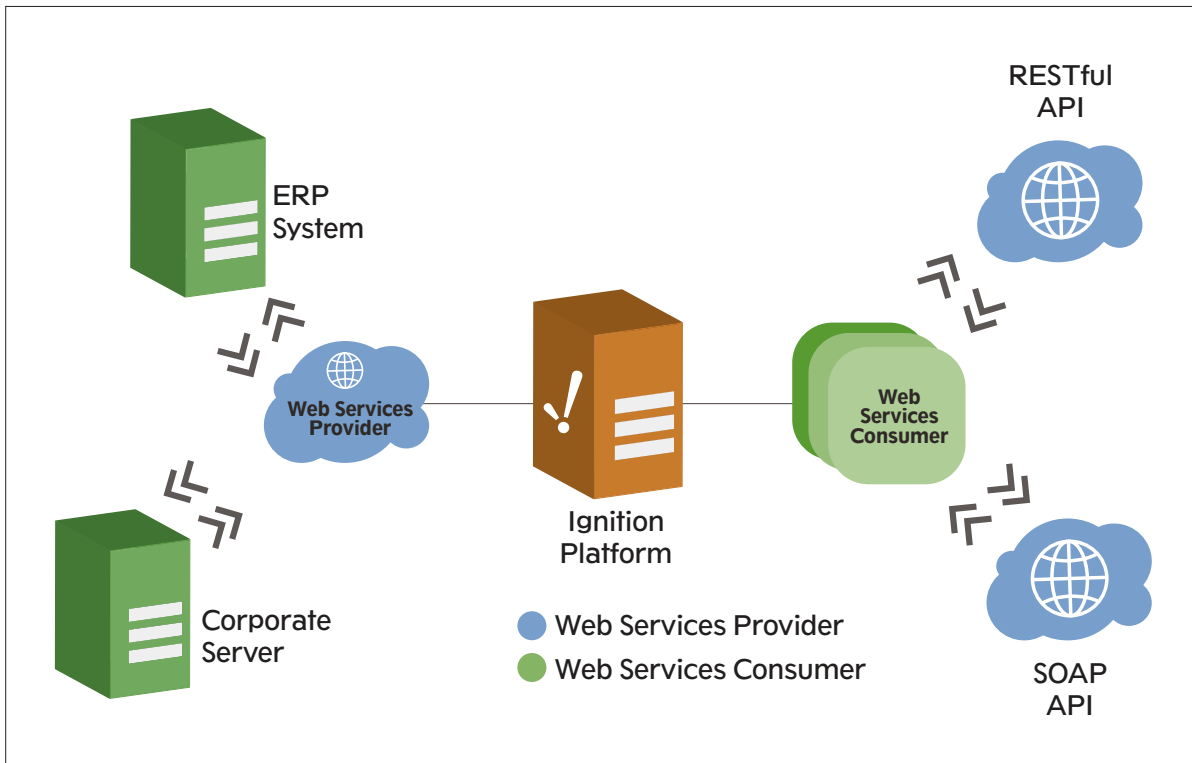 RESTful
API
ERP
System
Web Services
Provider
Web
Services
Consumer
Ignition
Platform
Corporate
Server
Web Services Provider
Web Services Consumer
SOAP
API